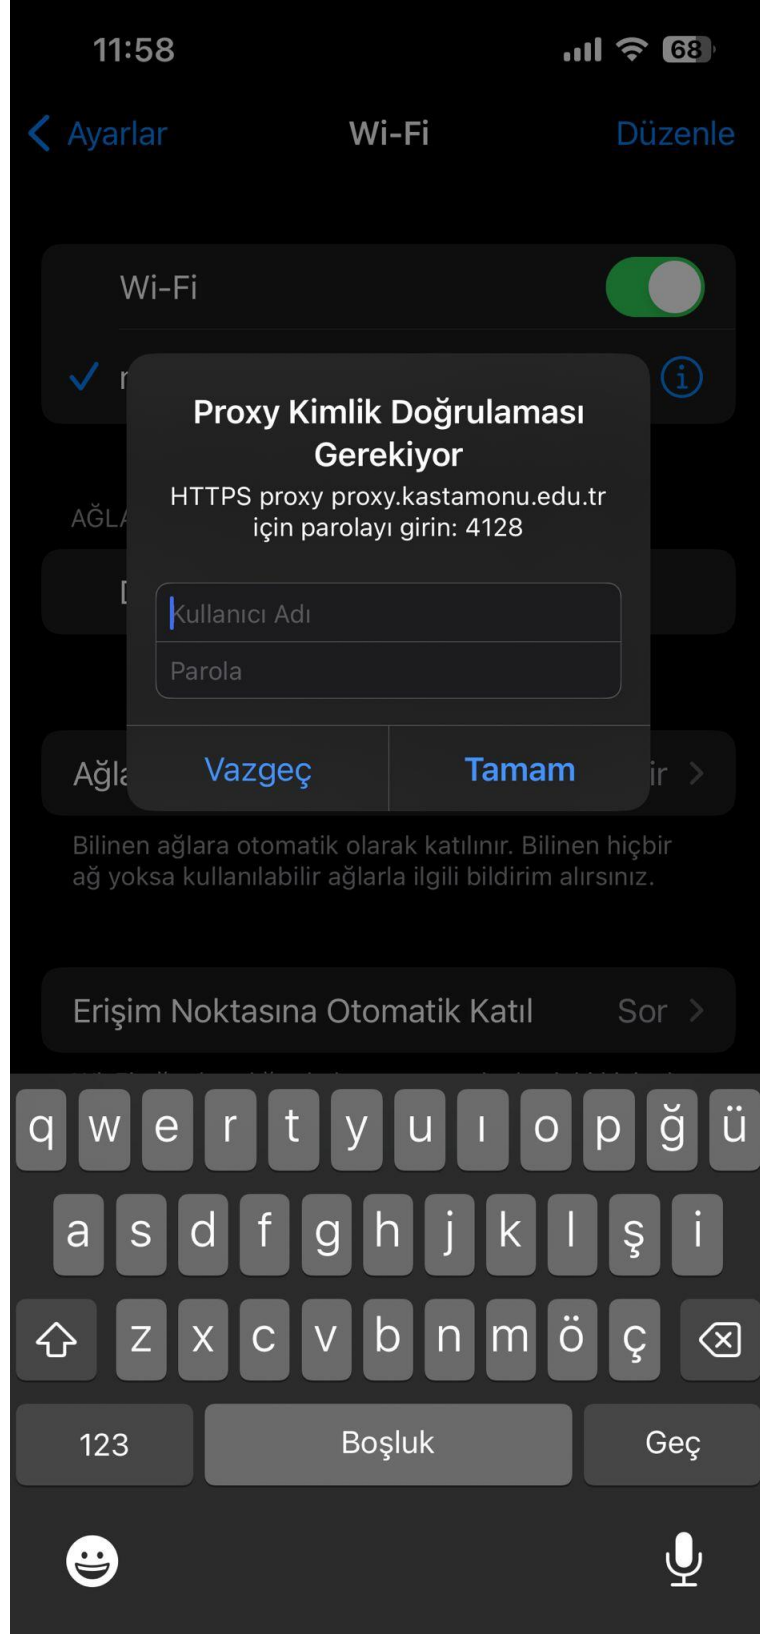 11:58
68
Ayarlar
Wi-Fi
Düzenle
Wi-Fi
Proxy Kimlik Doğrulaması
Gerekiyor
HTTPS proxy proxy.kastamonu.edu.tr
için parolayı girin: 4128
Kullanıcı Adı
Parola
Vazgeç
Tamam
Bilinen ağlara otomatik olarak katılınır. Bilinen hiçbir
ağ yoksa kullanılabilir ağlarla ilgili bildirim alırsınız.
Erişim Noktasına Otomatik Katıl
Sor
q w e r t y u ı o p ğ ü
a s d f g h j k l ş i
z x c v b n m ö ç
123
Boşluk
Geç